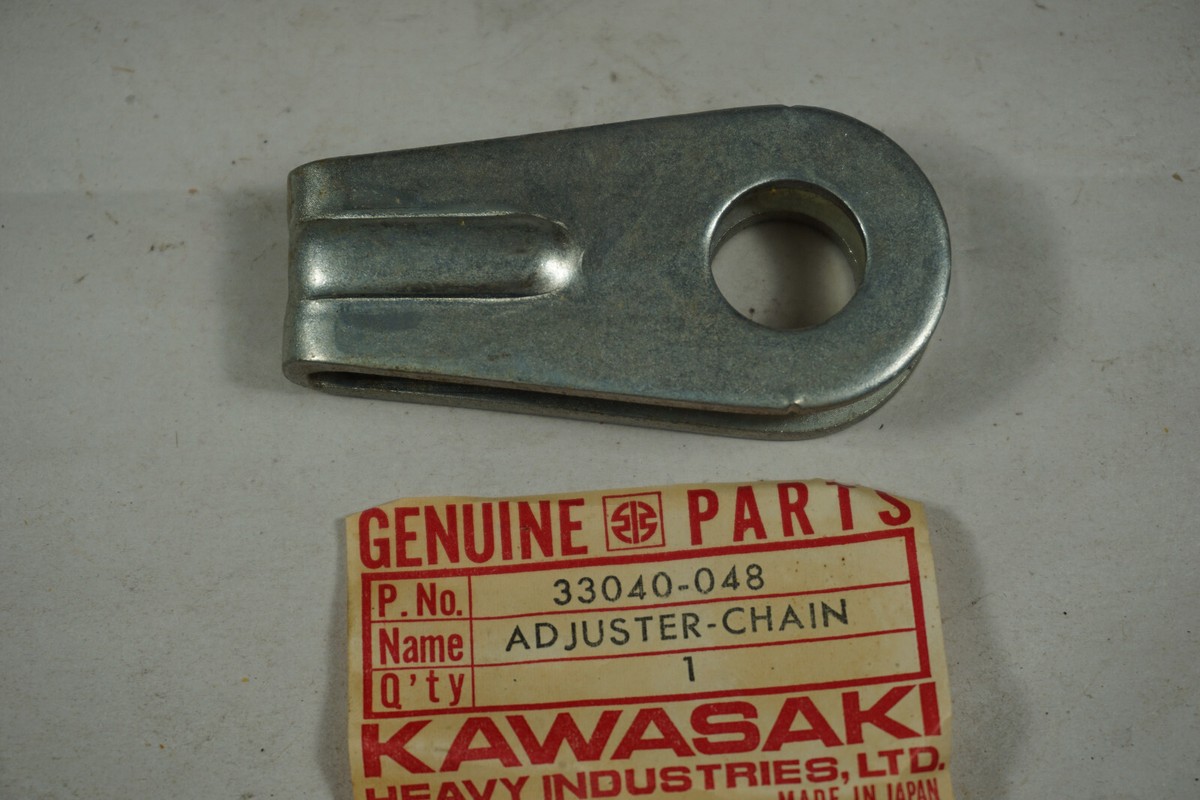 GENUINE PARTS
P. No. 33040-048
Name ADJUSTER-CHAIN
Q'ty 1
KAWASAKI
HEAVY INDUSTRIES, LTD.
MADE IN JAPAN